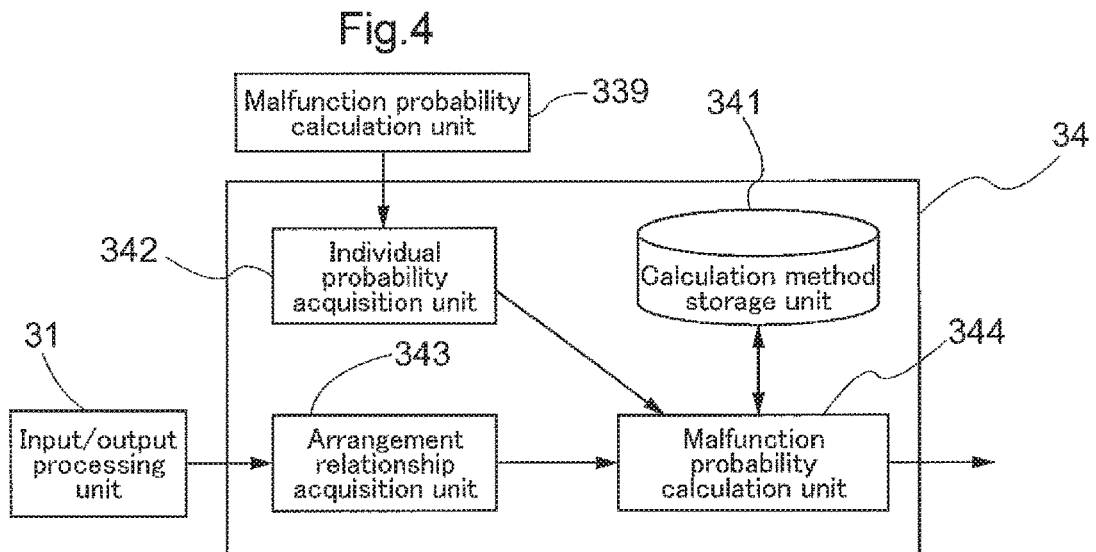 Fig.4
Malfunction probability
calculation unit
339
341
34
342
Individual
probability
acquisition unit
Calculation method
storage unit
31
343
344
Input/output
processing
unit
Arrangement
relationship
acquisition unit
Malfunction
probability
calculation unit